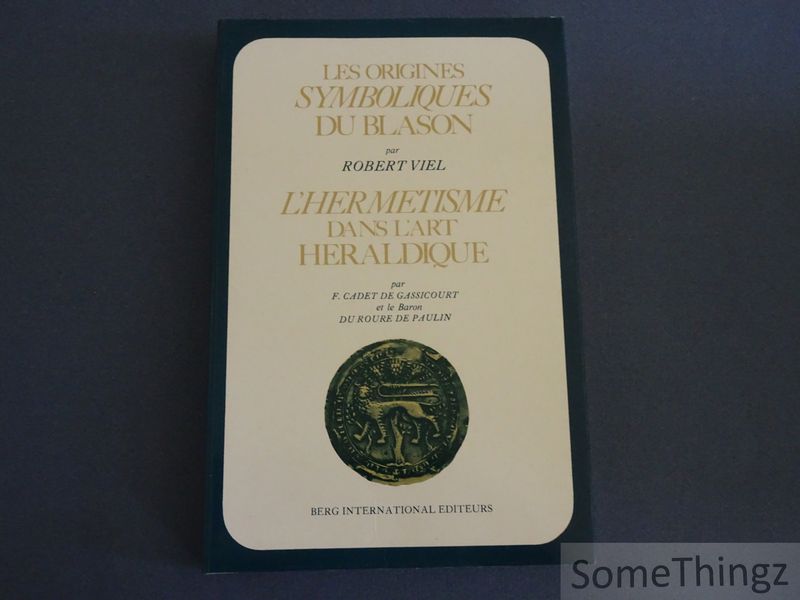 LES ORIGINES
SYMBOLIQUES
DU BLASON
par
ROBERT VIEL
L'HERMETISME
DANS L'ART
HERALDIQUE
par
F. CADET DE GASSICOURT
et le Baron
DU ROURE DE PAULIN
BERG INTERNATIONAL EDITEURS
SomeThingz